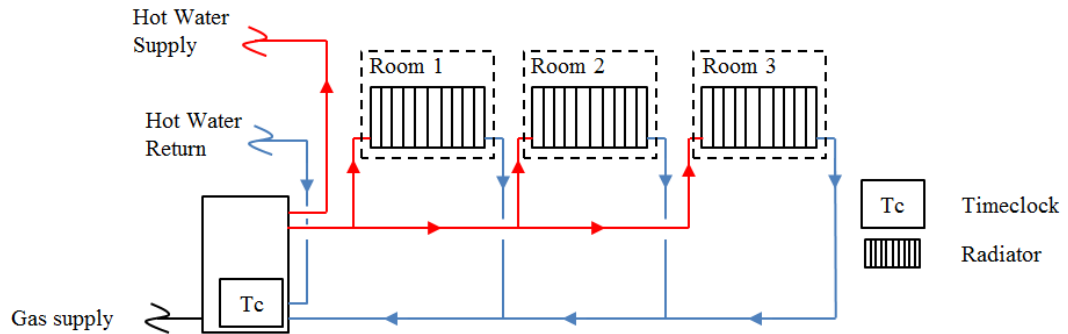 Hot Water
Supply
Room 1
Room 2
Room 3
Hot Water
Return
Tc
Timeclock
Radiator
Tc
Gas supply